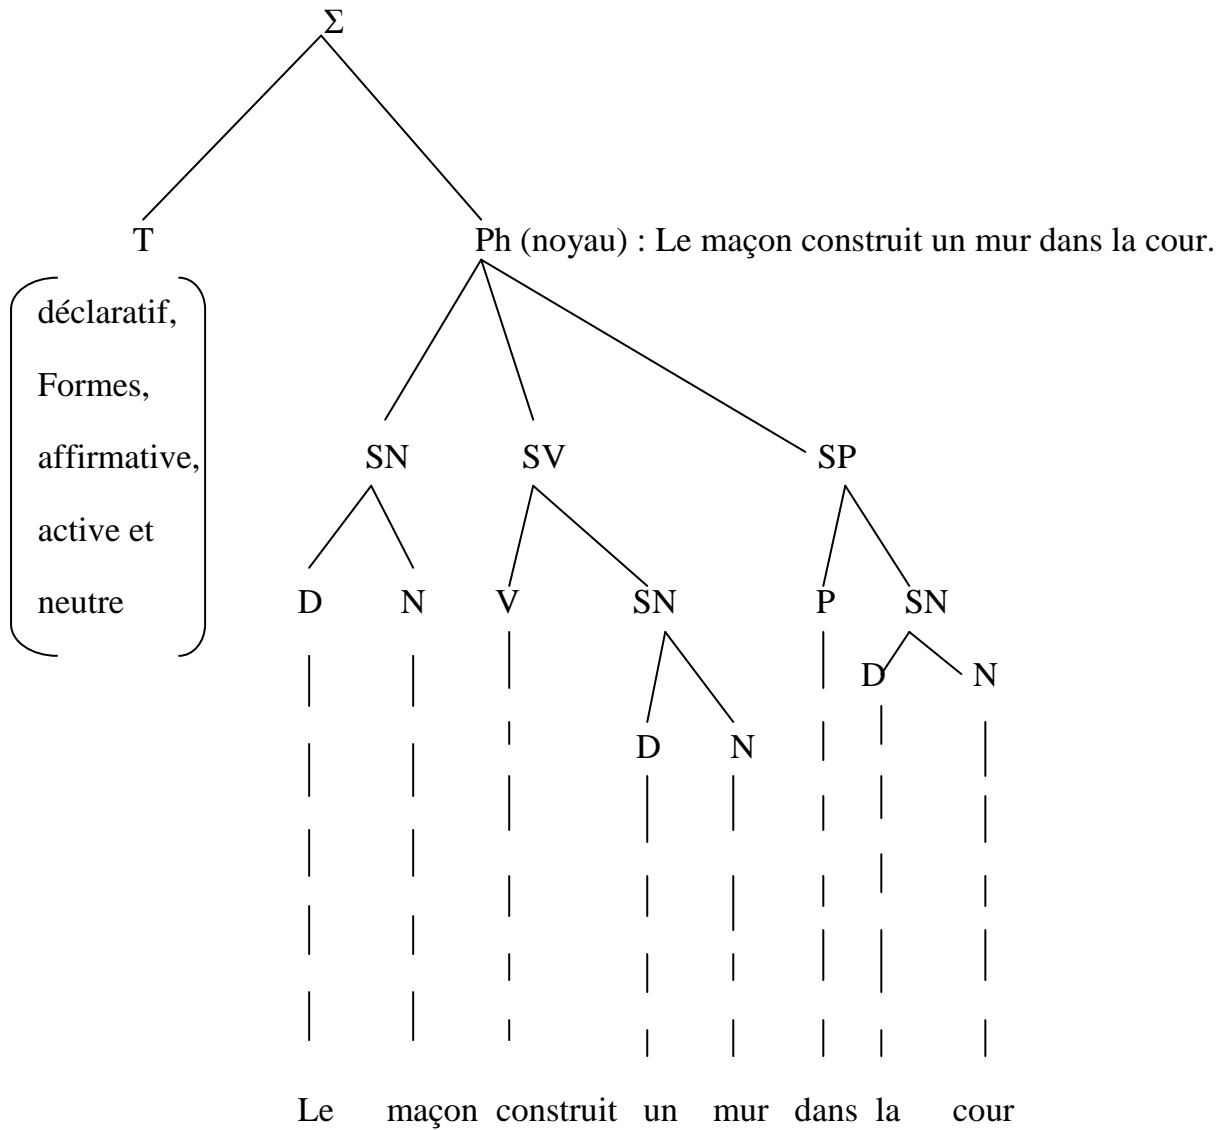 Σ
T Ph (noyau) : Le maçon construit un mur dans la cour.
déclaratif,
Formes,
affirmative,
SN SV SP
active et
neutre
D N V SN P SN
D N
D N
Le maçon construit un mur dans la cour